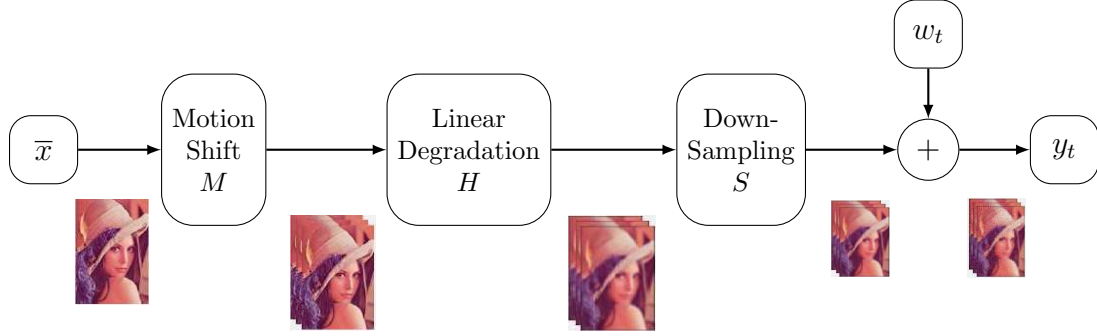 w_t
x̅
Motion
Shift
M
Linear
Degradation
H
Down-
Sampling
S
+
y_t